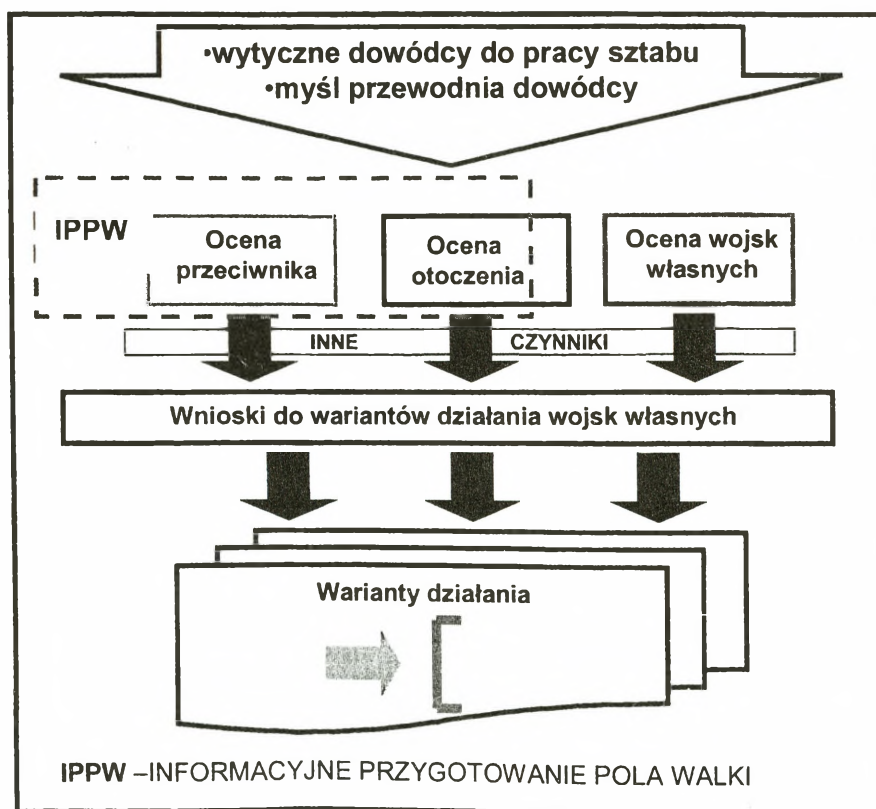 •wytyczne dowódcy do pracy sztabu
•myśl przewodnia dowódcy
IPPW
Ocena
przeciwnika
Ocena
otoczenia
Ocena wojsk
własnych
INNE CZYNNIKI
Wnioski do wariantów działania wojsk własnych
Warianty działania
IPPW –INFORMACYJNE PRZYGOTOWANIE POLA WALKI